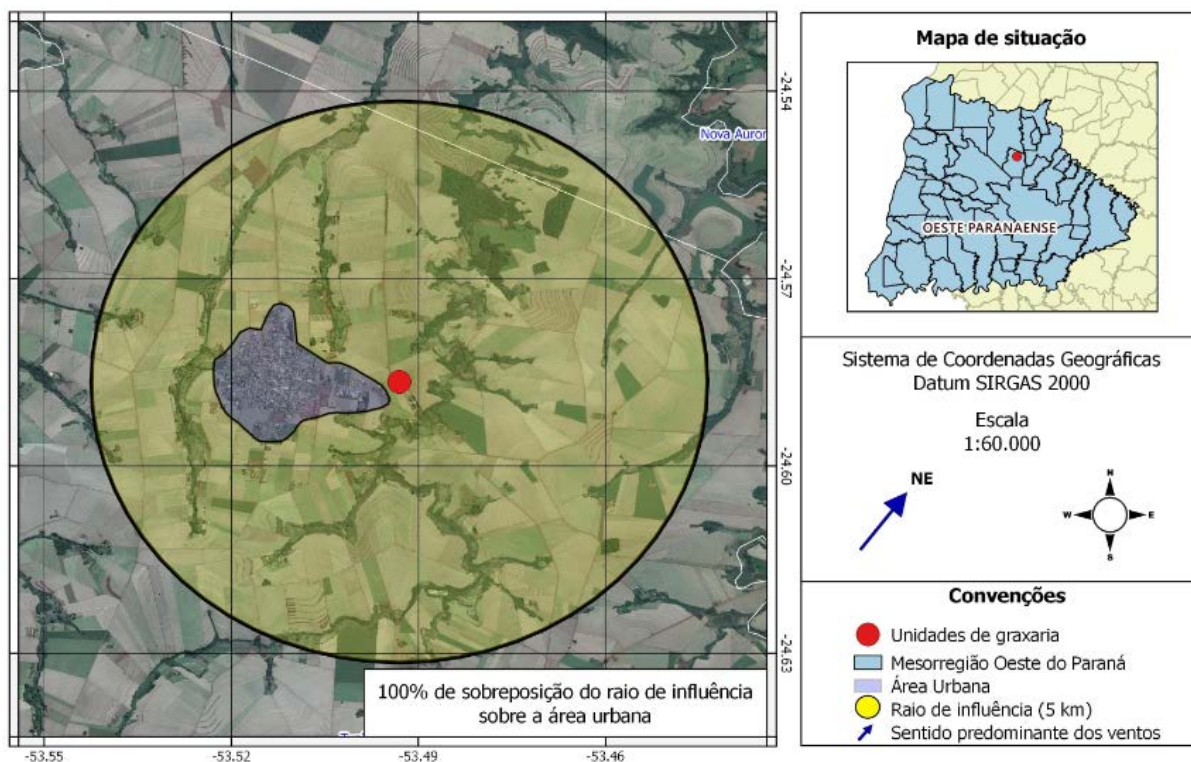 Nova Auror
100% de sobreposição do raio de influência
sobre a área urbana
-24.54
-24.57
-24.60
-24.63
-53.55
-53.52
-53.49
-53.46
Mapa de situação
OESTE PARANAENSE
Sistema de Coordenadas Geográficas
Datum SIRGAS 2000
Escala
1:60.000
NE
N
W
E
S
Convenções
Unidades de graxaria
Mesorregião Oeste do Paraná
Área Urbana
Raio de influência (5 km)
Sentido predominante dos ventos